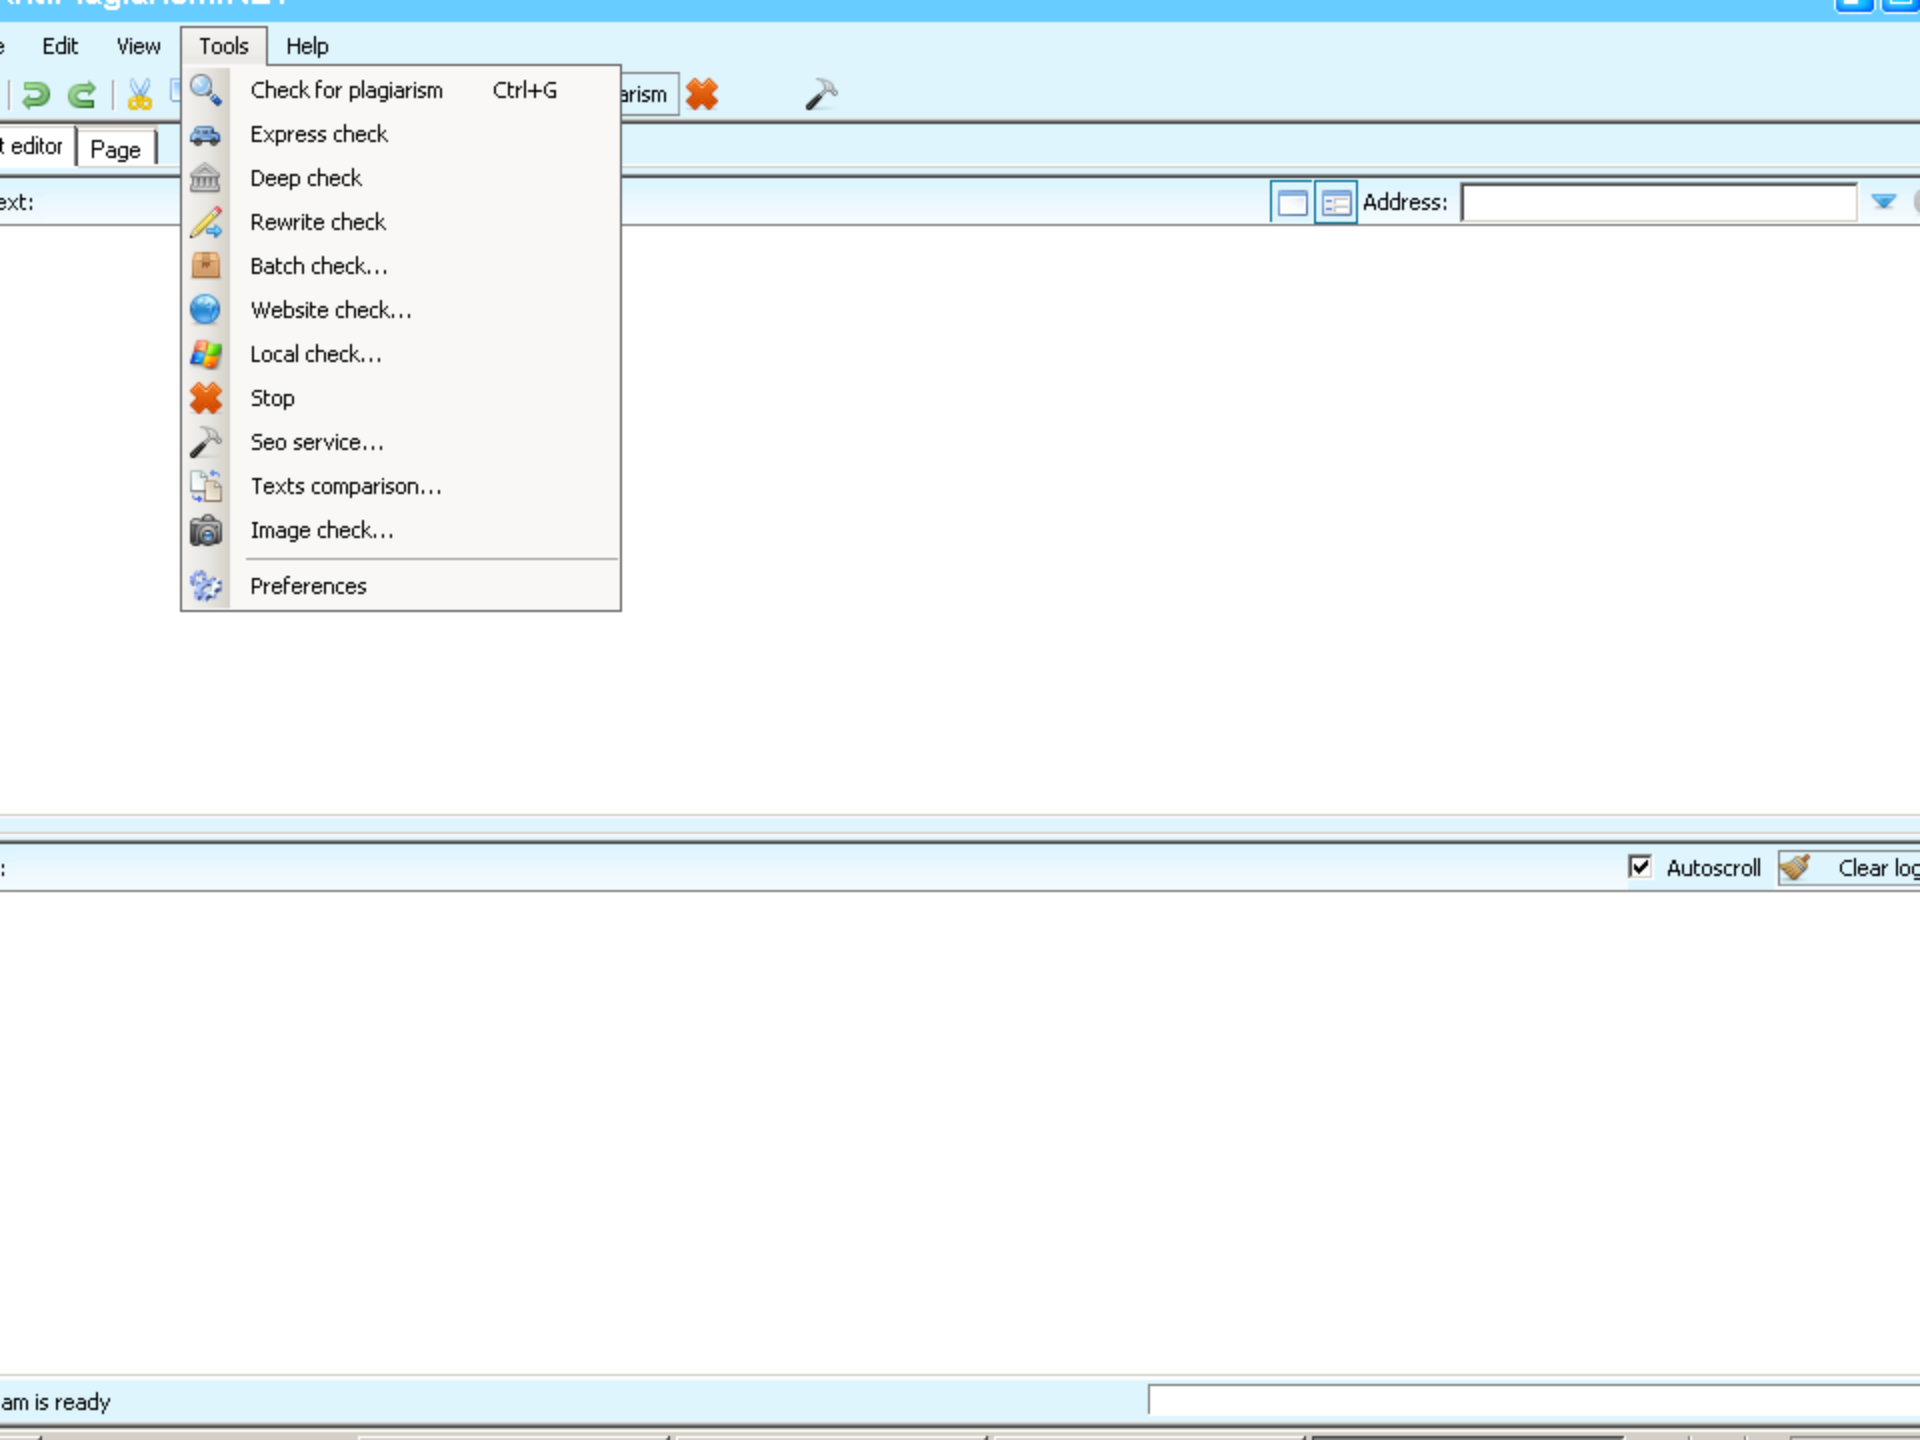 Edit View Tools Help
Check for plagiarism Ctrl+G
arism
Express check
t editor Page
Deep check
ext:
Address:
Rewrite check
Batch check...
Website check...
Local check...
Stop
Seo service...
Texts comparison...
Image check...
Preferences
:
Autoscroll Clear log
am is ready